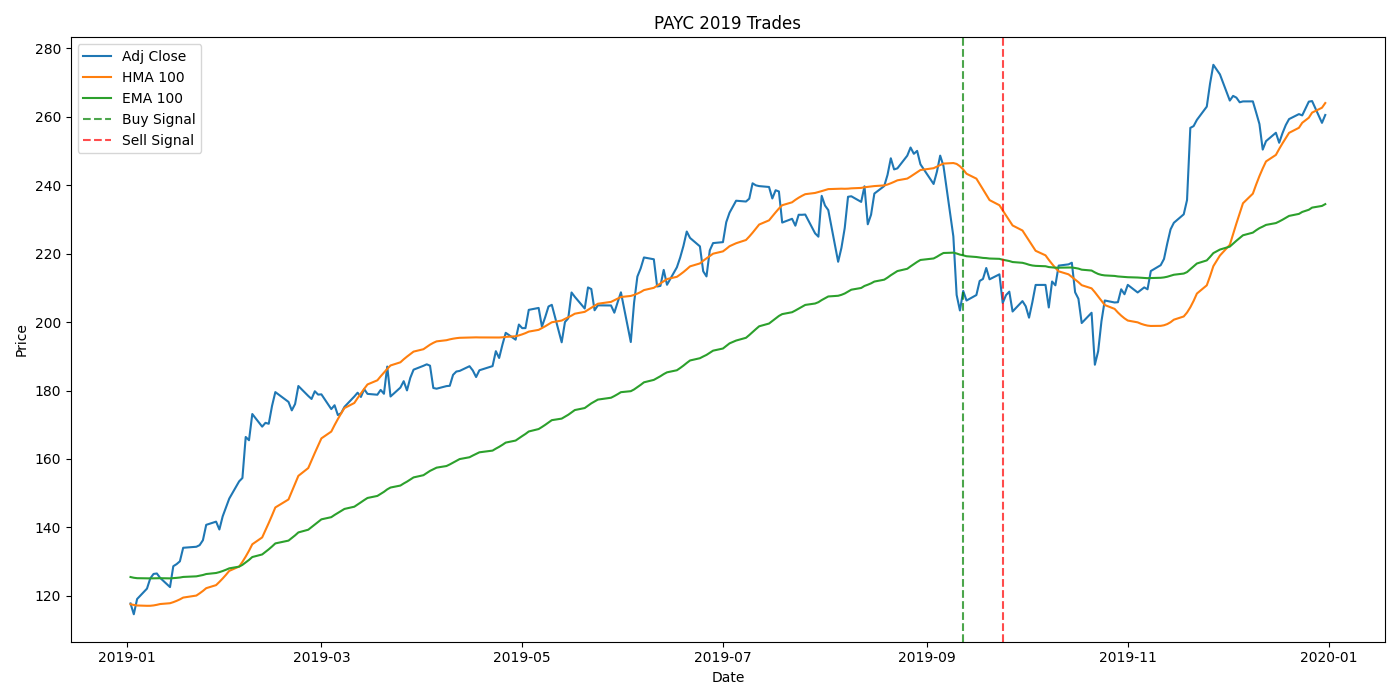 PAYC 2019 Trades
Adj Close
HMA 100
EMA 100
Buy Signal
Sell Signal
Price
280
260
240
220
200
180
160
140
120
2019-01
2019-03
2019-05
2019-07
2019-09
2019-11
2020-01
Date